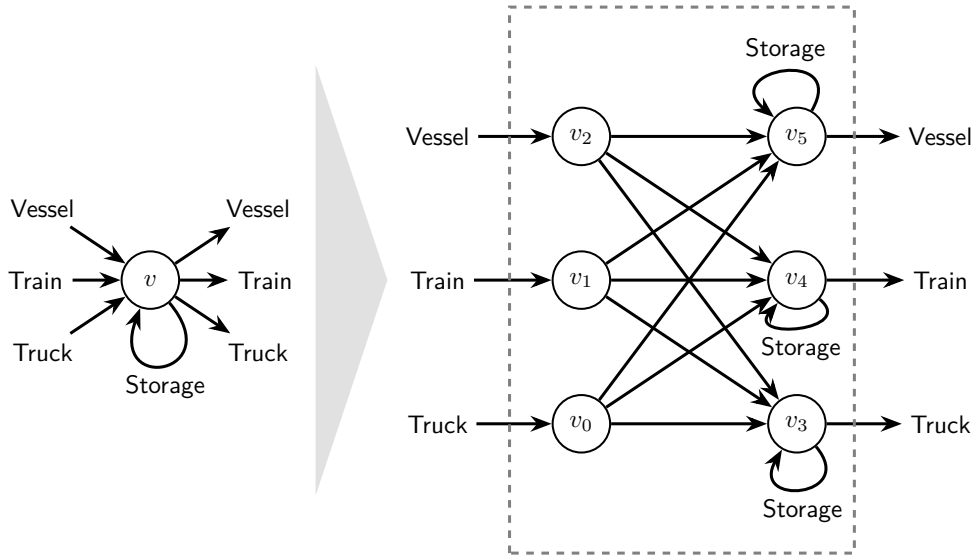 Vessel
Train
Truck
v
Vessel
Train
Truck
Storage
Vessel
Train
Truck
v₂
v₁
v₀
Storage
v₅
v₄
Storage
v₃
Storage
Vessel
Train
Truck